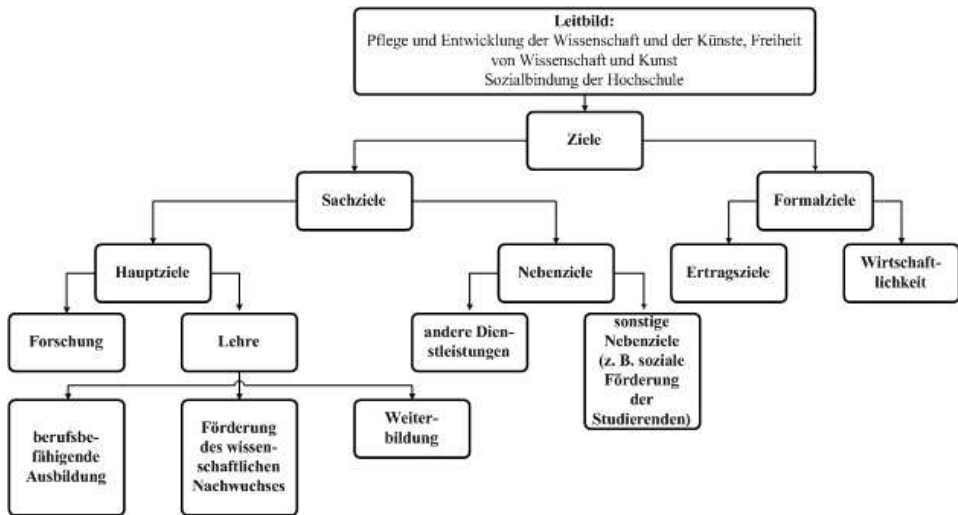 Leitbild:
Pflege und Entwicklung der Wissenschaft und der Künste, Freiheit
von Wissenschaft und Kunst
Sozialbindung der Hochschule
Ziele
Sachziele
Formalziele
Hauptziele
Nebenziele
Ertragsziele
Wirtschaft-
lichkeit
Forschung
Lehre
andere Dien-
stleistungen
sonstige
Nebenziele
(z. B. soziale
Förderung
der
Studierenden)
berufsbe-
fähigende
Ausbildung
Förderung
des wissen-
schaftlichen
Nachwuchses
Weiter-
bildung